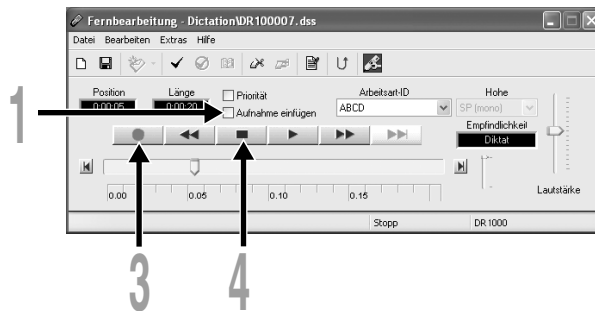 Fernbearbeitung - Dictation\DR100007.dss
Datei Bearbeiten Extras Hilfe
Position Länge Priorität Arbeitsart-ID Hohe
0:00:05 0:00:20 Aufnahme einfügen ABCD SP (mono)
1
Empfindlichkeit
Diktat
0.00 0.05 0.10 0.15 Lautstärke
Stopp DR1000
3 4